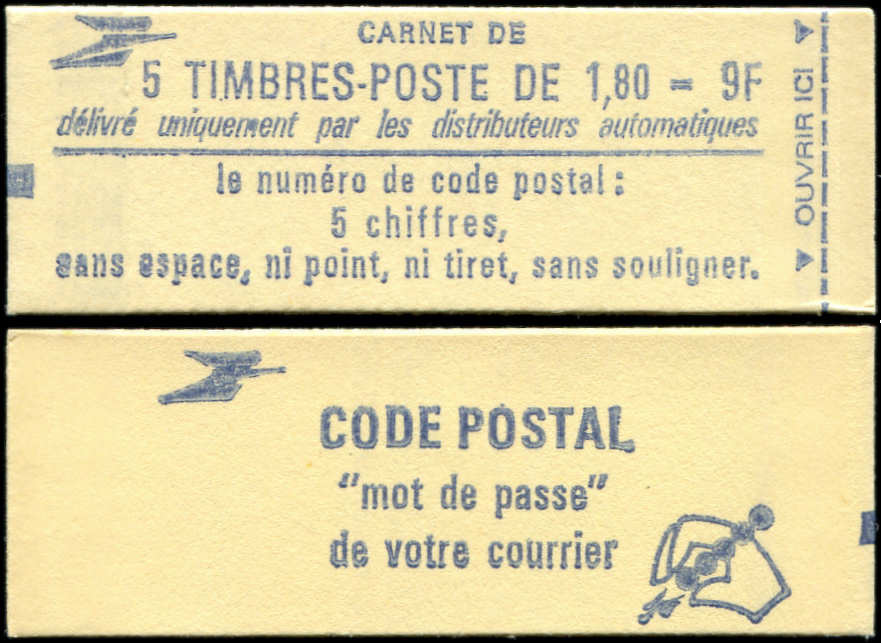 CARNET DE
5 TIMBRES-POSTE DE 1,80 = 9F
délivré uniquement par les distributeurs automatiques
le numéro de code postal :
5 chiffres,
sans espace, ni point, ni tiret, sans souligner.
OUVRIR ICI
CODE POSTAL
"mot de passe"
de votre courrier